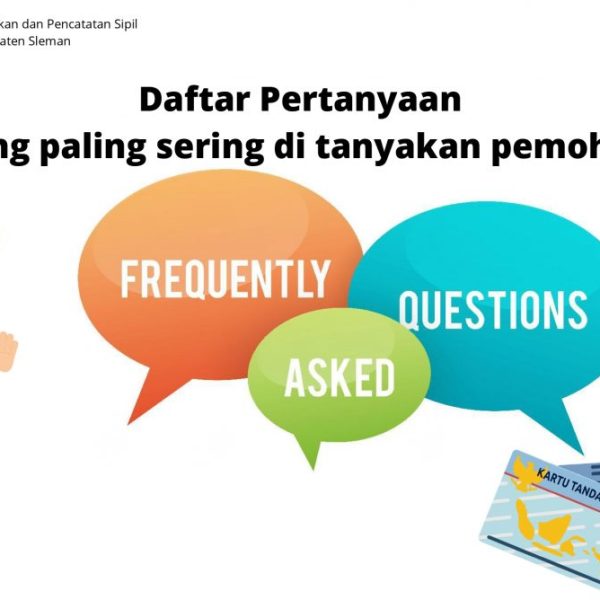 kan dan Pencatatan Sipil
aten Sleman
Daftar Pertanyaan
ng paling sering di tanyakan pemoh
FREQUENTLY
QUESTIONS
ASKED
KARTU TANDA